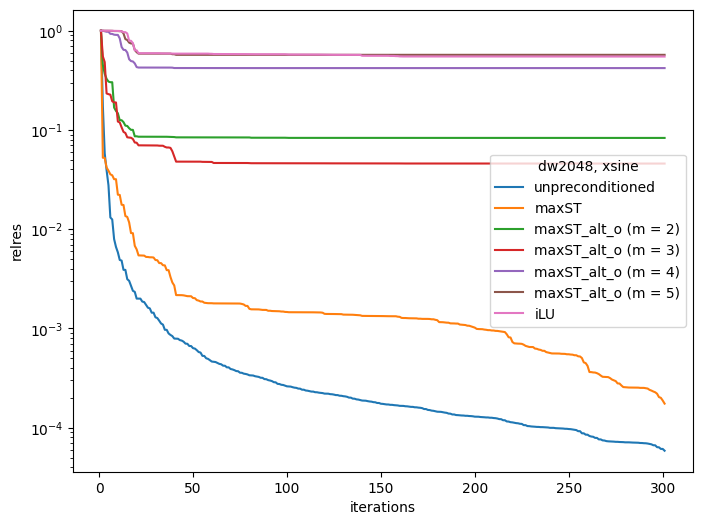 10⁰
10⁻¹
10⁻²
10⁻³
10⁻⁴
relres
0 50 100 150 200 250 300
iterations
dw2048, xsine
unpreconditioned
maxST
maxST_alt_o (m = 2)
maxST_alt_o (m = 3)
maxST_alt_o (m = 4)
maxST_alt_o (m = 5)
iLU